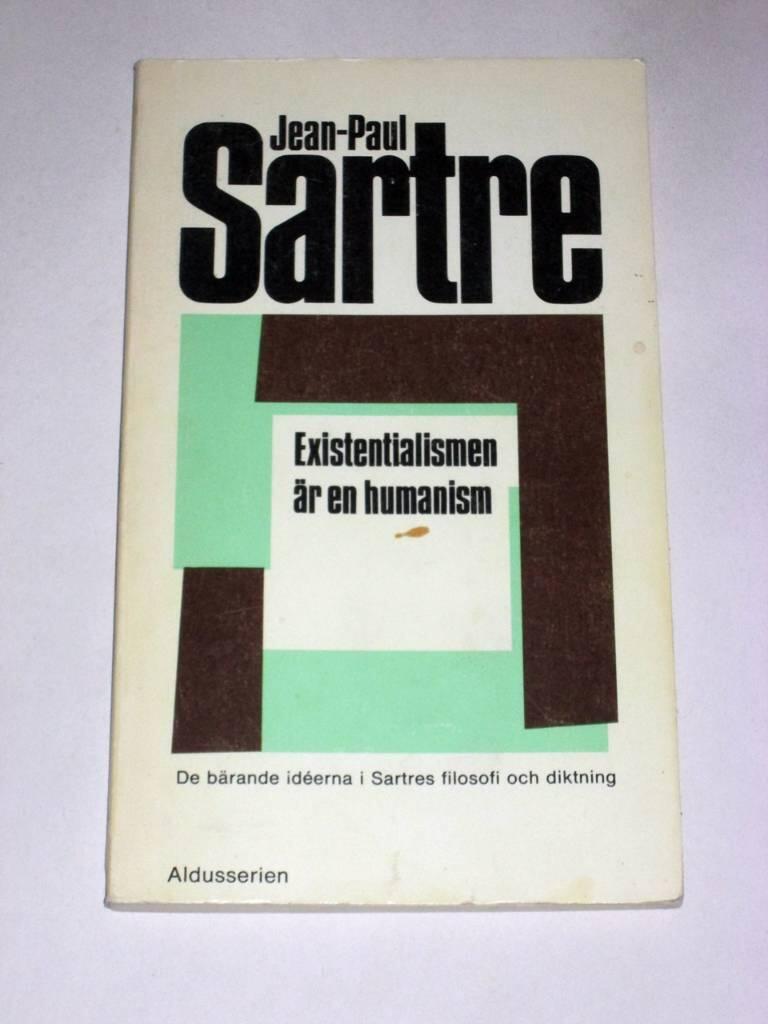 Jean-Paul
Sartre
Existentialismen
är en humanism
De bärande idéerna i Sartres filosofi och diktning
Aldusserien